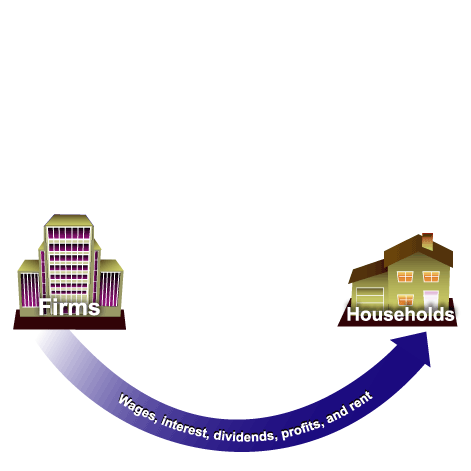 Firms
Households
Wages, interest, dividends, profits, and rent